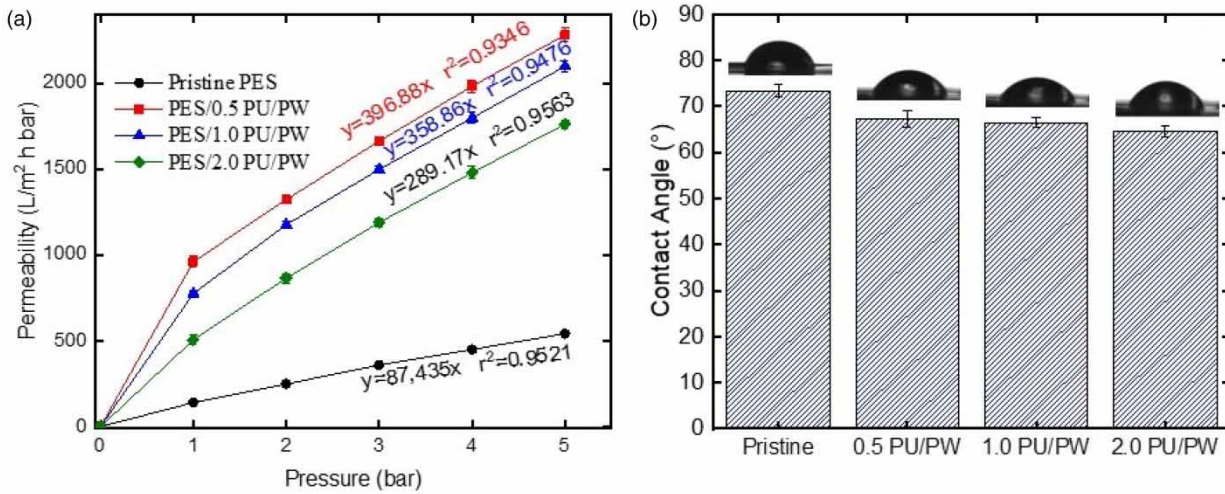 (a)
Permeability (L/m² h bar)
2000
1500
1000
500
0
Pristine PES
PES/0.5 PU/PW
PES/1.0 PU/PW
PES/2.0 PU/PW
y=396.88x r²=0.9346
y=358.86x r²=0.9476
y=289.17x r²=0.9563
y=87,435x r²=0.9521
0 1 2 3 4 5
Pressure (bar)
(b)
Contact Angle (°)
90
80
70
60
50
40
30
20
10
0
Pristine 0.5 PU/PW 1.0 PU/PW 2.0 PU/PW